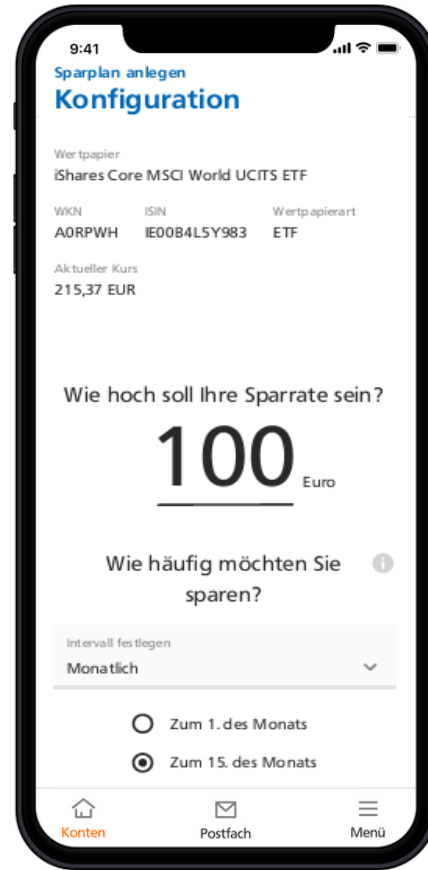 9:41
Sparplan anlegen
Konfiguration
Wertpapier
iShares Core MSCI World UCITS ETF
WKN ISIN Wertpapierart
A0RPWH IE00B4L5Y983 ETF
Aktueller Kurs
215,37 EUR
Wie hoch soll Ihre Sparrate sein?
100 Euro
Wie häufig möchten Sie
sparen?
Intervall festlegen
Monatlich
Zum 1. des Monats
Zum 15. des Monats
Konten Postfach Menü